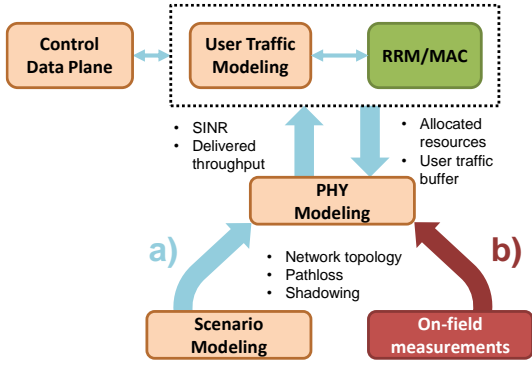 Control
Data Plane
User Traffic
Modeling
RRM/MAC
• SINR
• Delivered
throughput
• Allocated
resources
• User traffic
buffer
PHY
Modeling
a)
b)
• Network topology
• Pathloss
• Shadowing
Scenario
Modeling
On-field
measurements